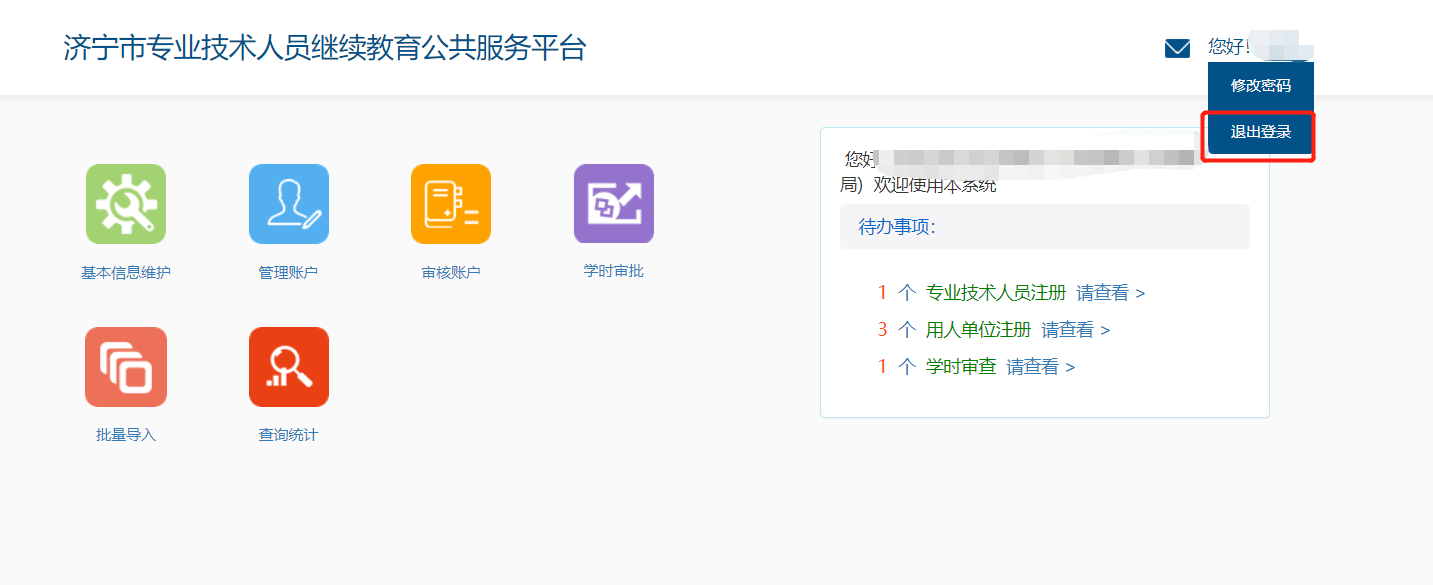 济宁市专业技术人员继续教育公共服务平台
您好!
修改密码
退出登录
基本信息维护
管理账户
审核账户
学时审批
批量导入
查询统计
您好
局) 欢迎使用本系统
待办事项:
1 个 专业技术人员注册 请查看 >
3 个 用人单位注册 请查看 >
1 个 学时审查 请查看 >